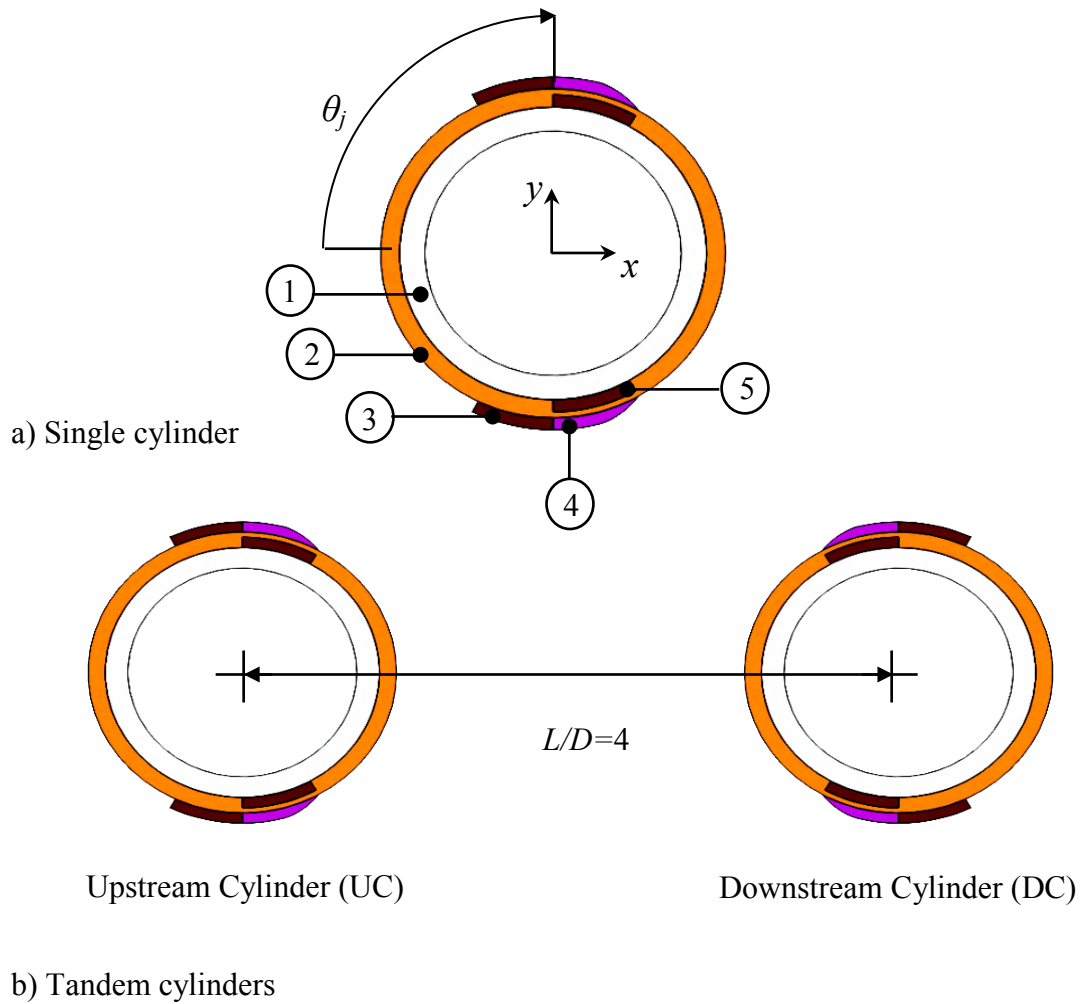 θj
y
x
1
2
5
3
a) Single cylinder
4
L/D=4
Upstream Cylinder (UC)
Downstream Cylinder (DC)
b) Tandem cylinders